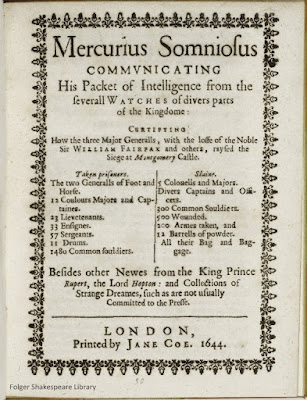 Mercurius Somniosus
COMMVNICATING
His Packet of Intelligence from the
severall WATCHES of divers parts
of the Kingdome:
CERTIFYING
How the three Major Generalls, with the losse of the Noble
Sir WILLIAM FAIRFAX and others, raysed the
Siege at Montgomery Castle.
Taken prisoners.
The two Generalls of Foot and
Horse.
12 Coulours Majors and Cap-
taines.
23 Lievetenants.
33 Ensignes.
57 Sergeants.
11 Drums.
1480 Common souldiers.
Slaine.
5 Colonells and Majors.
Divers Captains and Offi-
cers.
300 Common Souldiers.
500 Wounded.
200 Armes taken, and
12 Barrells of powder.
All their Bag and Bag-
gage.
Besides other Newes from the King Prince
Rupert, the Lord Hopton: and Collections of
Strange Dreames, such as are not usually
Committed to the Presse.
LONDON,
Printed by JANE COE. 1644.
Folger Shakespeare Library